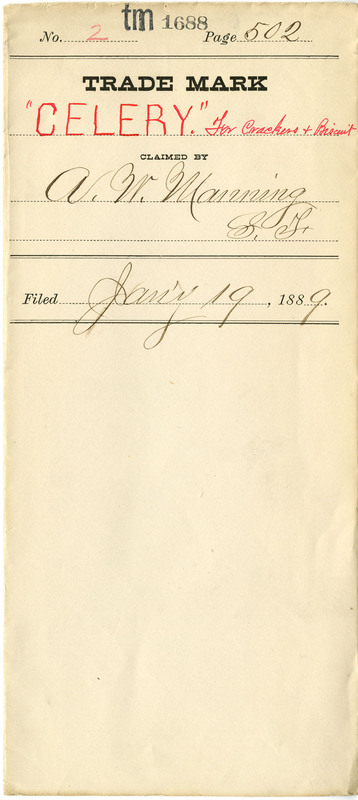 tm 1688
No. 2 Page 502
TRADE MARK
"CELERY." For Crackers + Biscuit
CLAIMED BY
A. W. Manning
S. F.
Filed Jan'y 19, 1889.